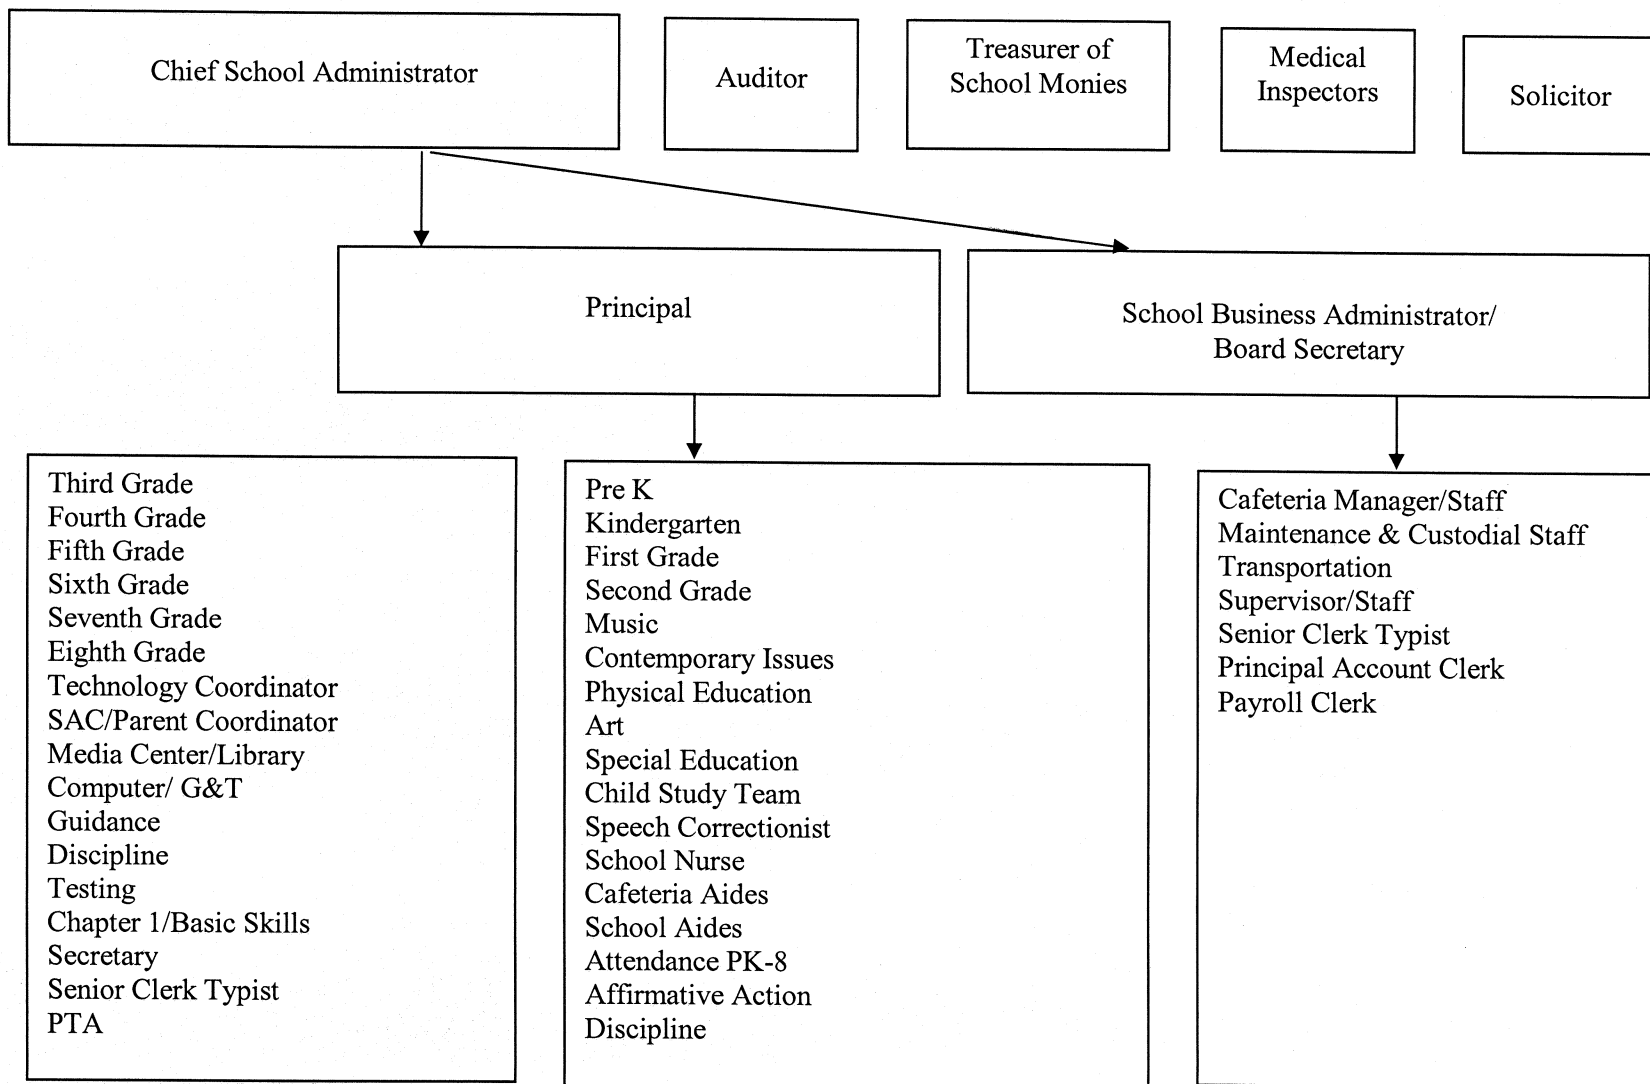 Chief School Administrator
Auditor
Treasurer of
School Monies
Medical
Inspectors
Solicitor
Principal
School Business Administrator/
Board Secretary
Third Grade
Fourth Grade
Fifth Grade
Sixth Grade
Seventh Grade
Eighth Grade
Technology Coordinator
SAC/Parent Coordinator
Media Center/Library
Computer/ G&T
Guidance
Discipline
Testing
Chapter 1/Basic Skills
Secretary
Senior Clerk Typist
PTA
Pre K
Kindergarten
First Grade
Second Grade
Music
Contemporary Issues
Physical Education
Art
Special Education
Child Study Team
Speech Correctionist
School Nurse
Cafeteria Aides
School Aides
Attendance PK-8
Affirmative Action
Discipline
Cafeteria Manager/Staff
Maintenance & Custodial Staff
Transportation
Supervisor/Staff
Senior Clerk Typist
Principal Account Clerk
Payroll Clerk